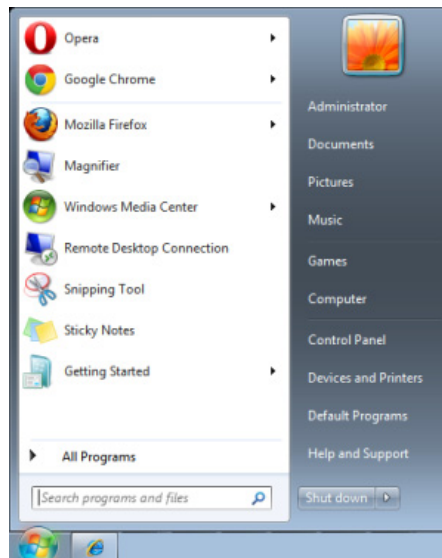 Opera
Google Chrome
Mozilla Firefox
Magnifier
Windows Media Center
Remote Desktop Connection
Snipping Tool
Sticky Notes
Getting Started
All Programs
Search programs and files
Administrator
Documents
Pictures
Music
Games
Computer
Control Panel
Devices and Printers
Default Programs
Help and Support
Shut down